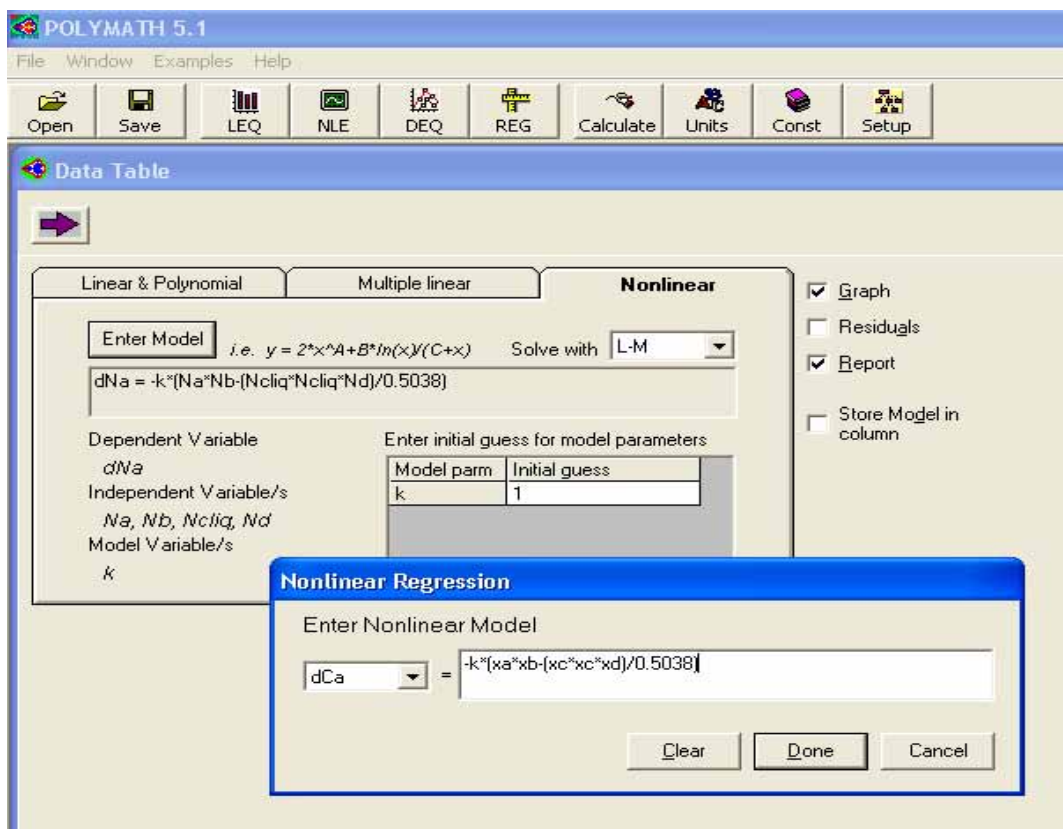 POLYMATH 5.1
File Window Examples Help
Open Save LEQ NLE DEQ REG Calculate Units Const Setup
Data Table
Linear & Polynomial Multiple linear Nonlinear
Graph
Residuals
Report
Store Model in
column
Enter Model i.e. y = 2*x^A+B*ln(x)/(C+x) Solve with L-M
dNa = -k*(Na*Nb-(Ncliq*Ncliq*Nd)/0.5038)
Dependent Variable
dNa
Independent Variable/s
Na, Nb, Ncliq, Nd
Model Variable/s
k
Enter initial guess for model parameters
Model parm Initial guess
k 1
Nonlinear Regression
Enter Nonlinear Model
dCa = -k*(xa*xb-(xc*xc*xd)/0.5038)
Clear Done Cancel